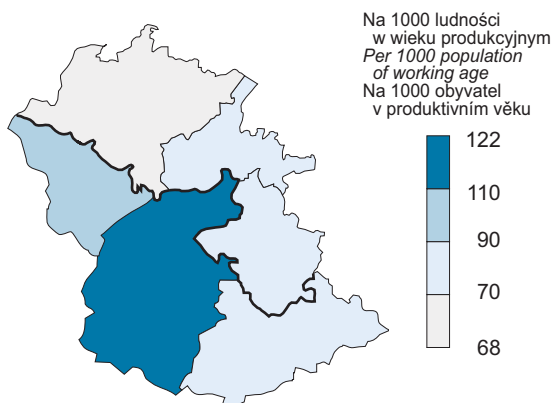 Na 1000 ludności
w wieku produkcyjnym
Per 1000 population
of working age
Na 1000 obyvatel
v produktivním věku
122
110
90
70
68